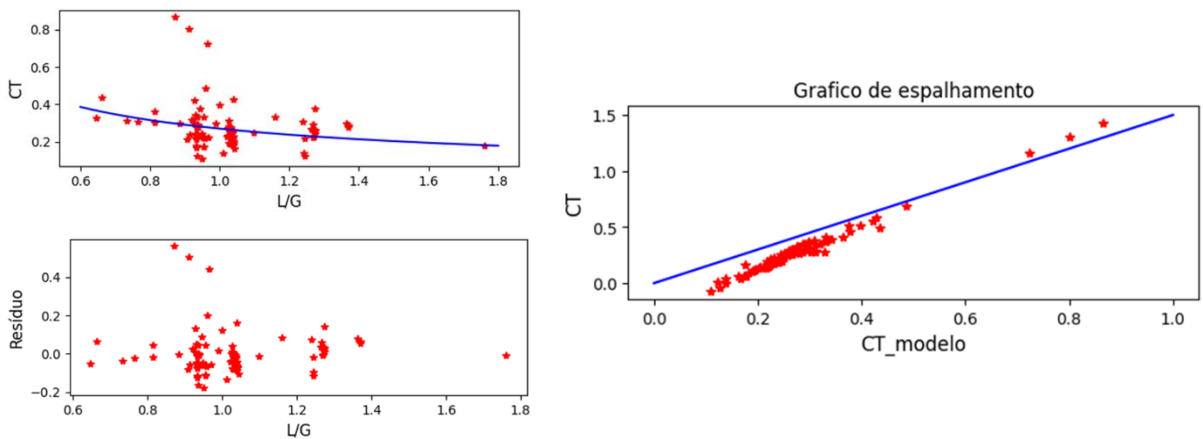 CT
0.8
0.6
0.4
0.2
0.6 0.8 1.0 1.2 1.4 1.6 1.8
L/G
Resíduo
0.4
0.2
0.0
−0.2
0.6 0.8 1.0 1.2 1.4 1.6 1.8
L/G
Grafico de espalhamento
CT
1.5
1.0
0.5
0.0
0.0 0.2 0.4 0.6 0.8 1.0
CT_modelo